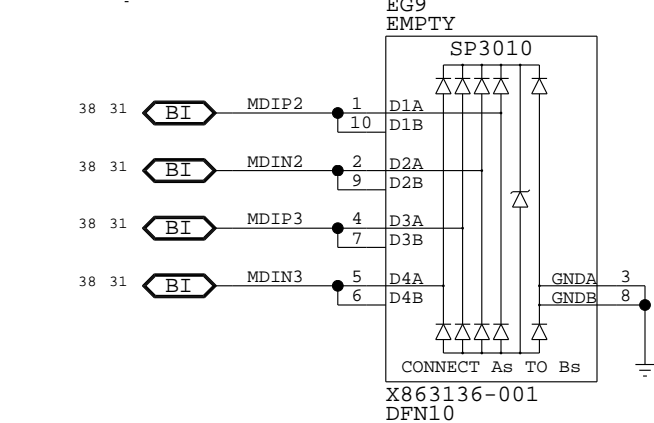 EG9
EMPTY
SP3010
38 31 BI MDIP2 1 D1A
10 D1B
38 31 BI MDIN2 2 D2A
9 D2B
38 31 BI MDIP3 4 D3A
7 D3B
38 31 BI MDIN3 5 D4A GNDA 3
6 D4B GNDB 8
CONNECT As TO Bs
X863136-001
DFN10